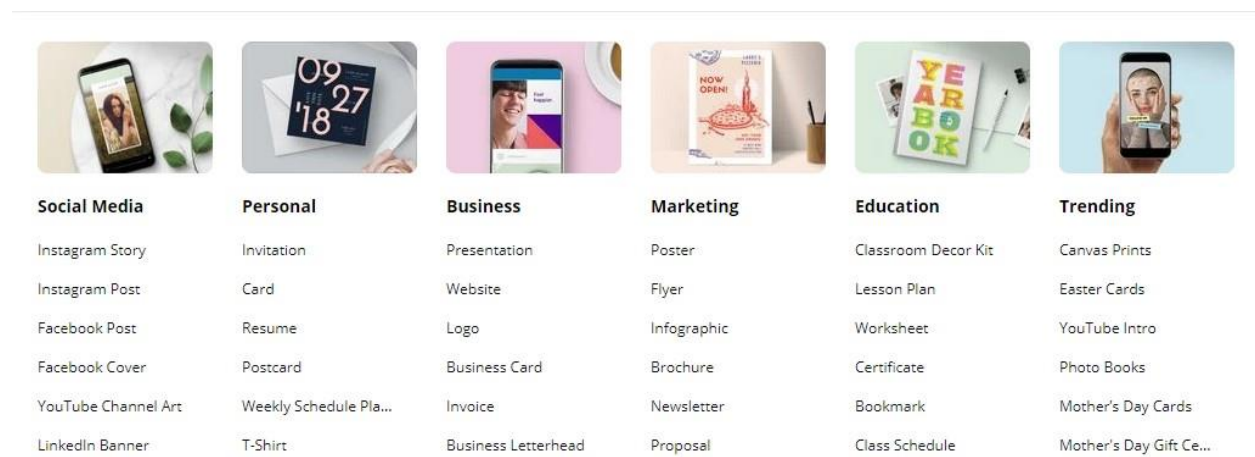 09
27
'18
Feel
happier.
NOW
OPEN!
YE
AR
BO
OK
Social Media
Personal
Business
Marketing
Education
Trending
Instagram Story
Invitation
Presentation
Poster
Classroom Decor Kit
Canvas Prints
Instagram Post
Card
Website
Flyer
Lesson Plan
Easter Cards
Facebook Post
Resume
Logo
Infographic
Worksheet
YouTube Intro
Facebook Cover
Postcard
Business Card
Brochure
Certificate
Photo Books
YouTube Channel Art
Weekly Schedule Pla...
Invoice
Newsletter
Bookmark
Mother's Day Cards
LinkedIn Banner
T-Shirt
Business Letterhead
Proposal
Class Schedule
Mother's Day Gift Ce...